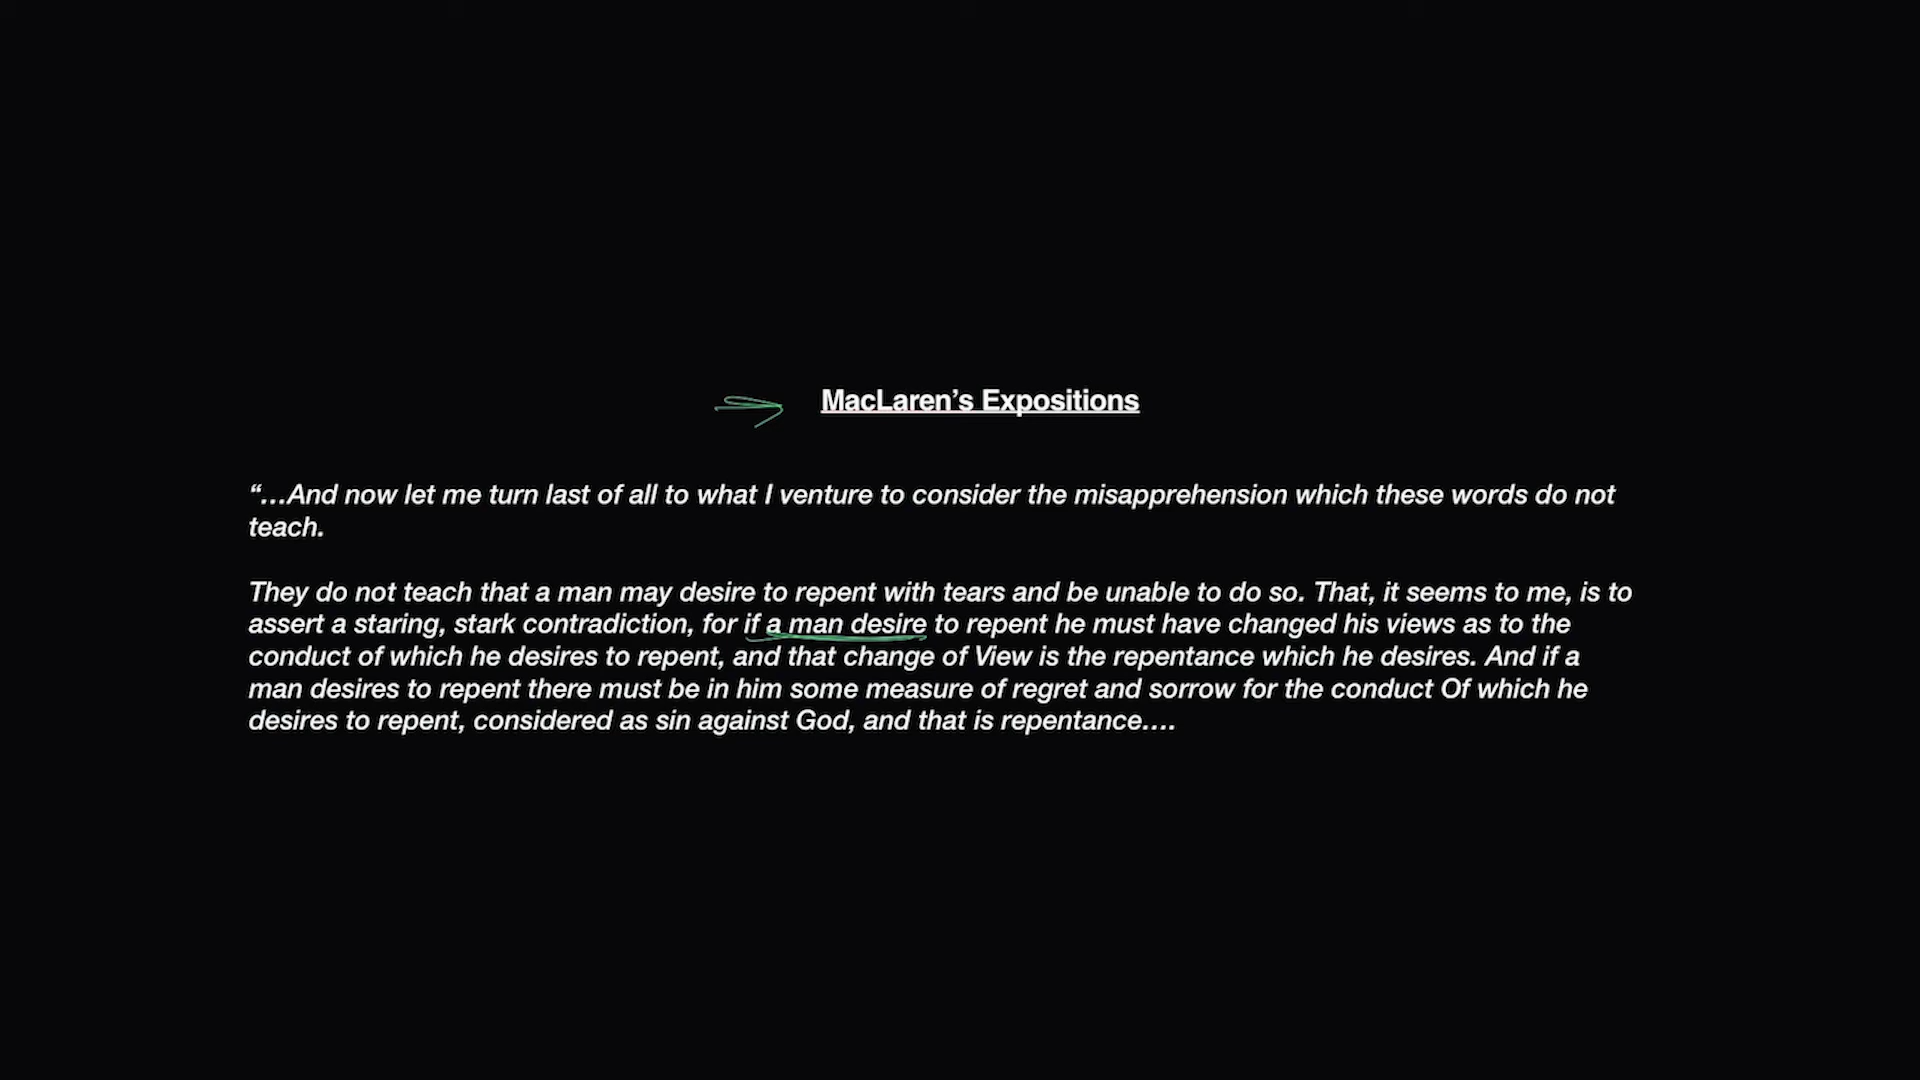 MacLaren’s Expositions
“…And now let me turn last of all to what I venture to consider the misapprehension which these words do not
teach.
They do not teach that a man may desire to repent with tears and be unable to do so. That, it seems to me, is to
assert a staring, stark contradiction, for if a man desire to repent he must have changed his views as to the
conduct of which he desires to repent, and that change of View is the repentance which he desires. And if a
man desires to repent there must be in him some measure of regret and sorrow for the conduct Of which he
desires to repent, considered as sin against God, and that is repentance….